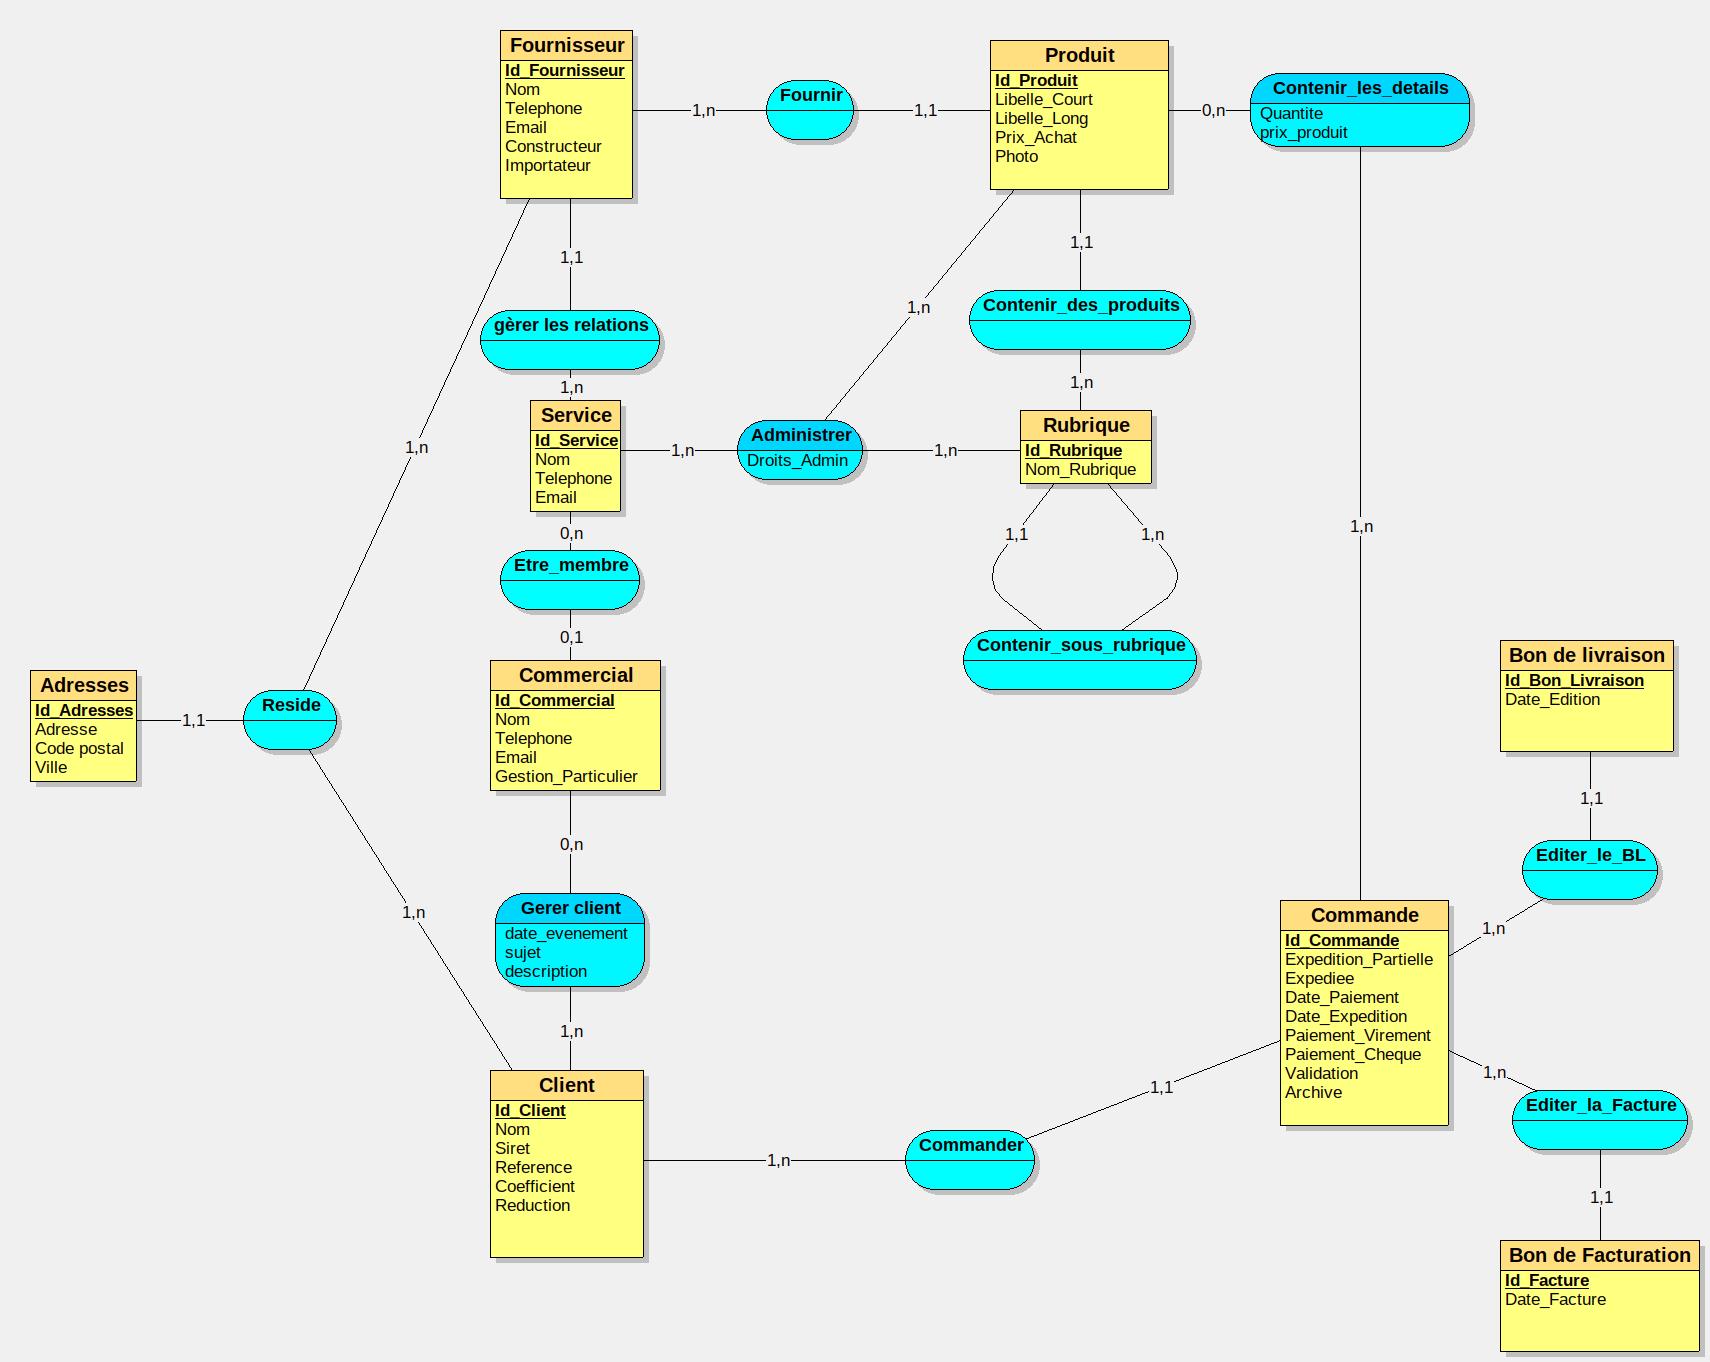 Fournisseur
Id_Fournisseur
Nom
Telephone
Email
Constructeur
Importateur
1,n
Fournir
1,1
Produit
Id_Produit
Libelle_Court
Libelle_Long
Prix_Achat
Photo
0,n
Contenir_les_details
Quantite
prix_produit
1,1
gèrer les relations
1,n
1,n
1,1
Contenir_des_produits
1,n
1,n
Service
Id_Service
Nom
Telephone
Email
1,n
Administrer
Droits_Admin
1,n
Rubrique
Id_Rubrique
Nom_Rubrique
1,1
1,n
Contenir_sous_rubrique
1,n
0,n
Etre_membre
0,1
Commercial
Id_Commercial
Nom
Telephone
Email
Gestion_Particulier
Adresses
Id_Adresses
Adresse
Code postal
Ville
1,1
Reside
1,n
0,n
Gerer client
date_evenement
sujet
description
1,n
Client
Id_Client
Nom
Siret
Reference
Coefficient
Reduction
1,n
Commander
1,1
1,n
Commande
Id_Commande
Expedition_Partielle
Expediee
Date_Paiement
Date_Expedition
Paiement_Virement
Paiement_Cheque
Validation
Archive
Bon de livraison
Id_Bon_Livraison
Date_Edition
1,1
Editer_le_BL
1,n
1,n
Editer_la_Facture
1,1
Bon de Facturation
Id_Facture
Date_Facture